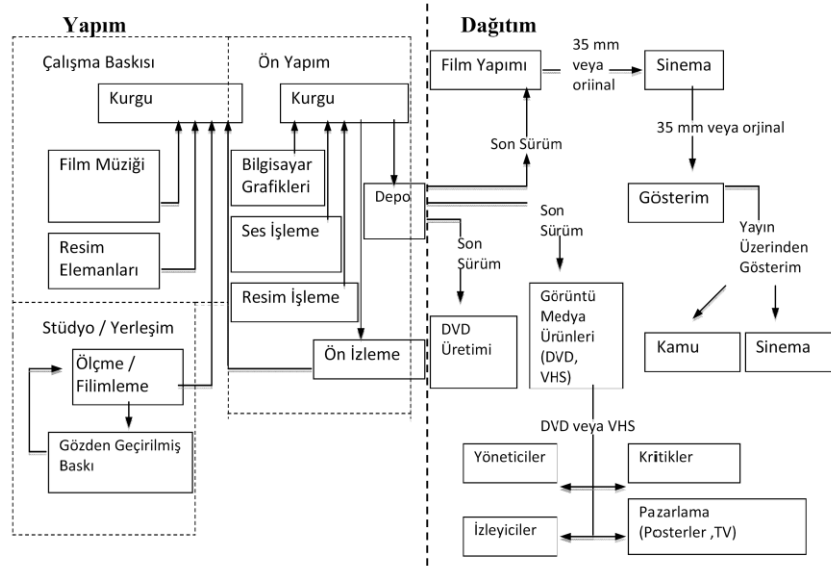 Yapım
Çalışma Baskısı
Kurgu
Film Müziği
Resim
Elemanları
Stüdyo / Yerleşim
Ölçme /
Filimleme
Gözden Geçirilmiş
Baskı
Ön Yapım
Kurgu
Bilgisayar
Grafikleri
Ses İşleme
Resim İşleme
Ön İzleme
Depo
Dağıtım
Film Yapımı
35 mm
veya
oriinal
Sinema
35 mm veya orjinal
Son Sürüm
Gösterim
Son
Sürüm
Son
Sürüm
Yayın
Üzerinden
Gösterim
DVD
Üretimi
Görüntü
Medya
Ürünleri
(DVD,
VHS)
Kamu
Sinema
DVD veya VHS
Yöneticiler
Kritikler
İzleyiciler
Pazarlama
(Posterler ,TV)